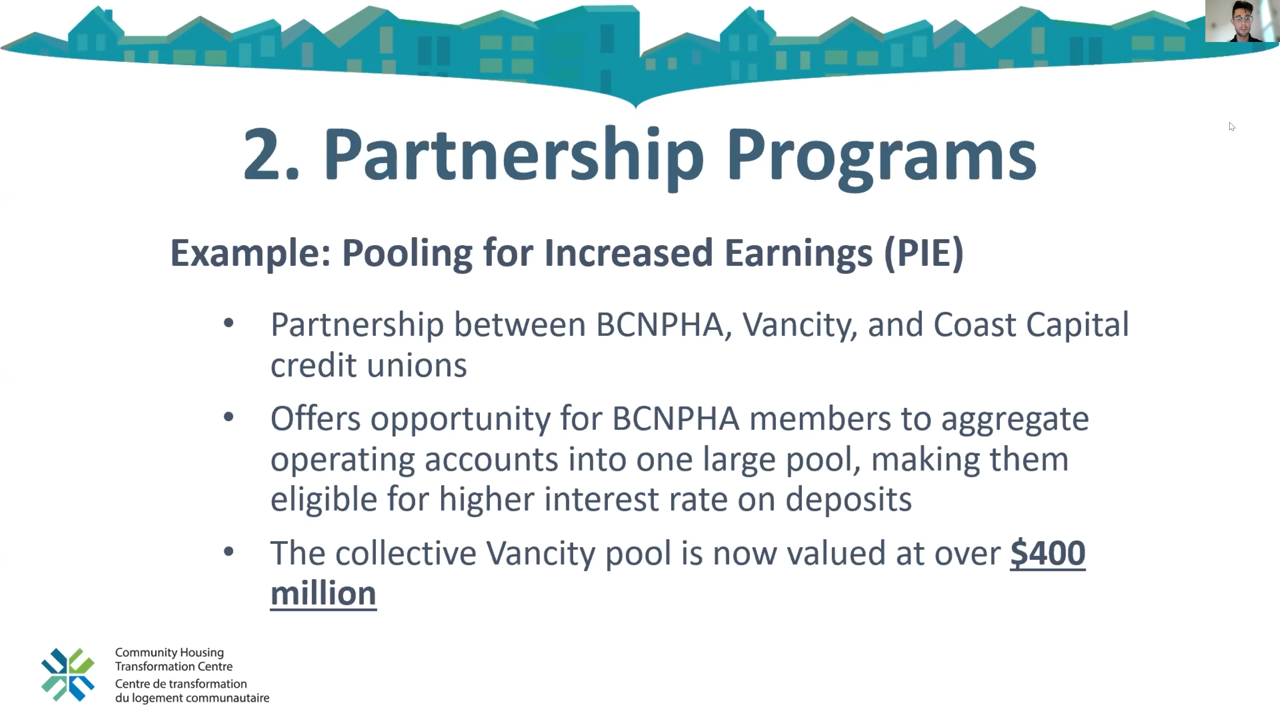 2. Partnership Programs
Example: Pooling for Increased Earnings (PIE)
• Partnership between BCNPHA, Vancity, and Coast Capital
credit unions
• Offers opportunity for BCNPHA members to aggregate
operating accounts into one large pool, making them
eligible for higher interest rate on deposits
• The collective Vancity pool is now valued at over $400
million
Community Housing
Transformation Centre
Centre de transformation
du logement communautaire